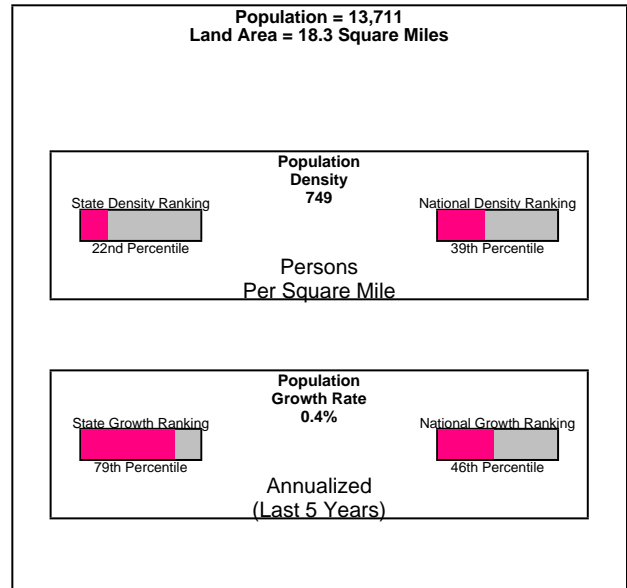 Population = 13,711
Land Area = 18.3 Square Miles
Population
Density
749
State Density Ranking
22nd Percentile
National Density Ranking
39th Percentile
Persons
Per Square Mile
Population
Growth Rate
0.4%
State Growth Ranking
79th Percentile
National Growth Ranking
46th Percentile
Annualized
(Last 5 Years)